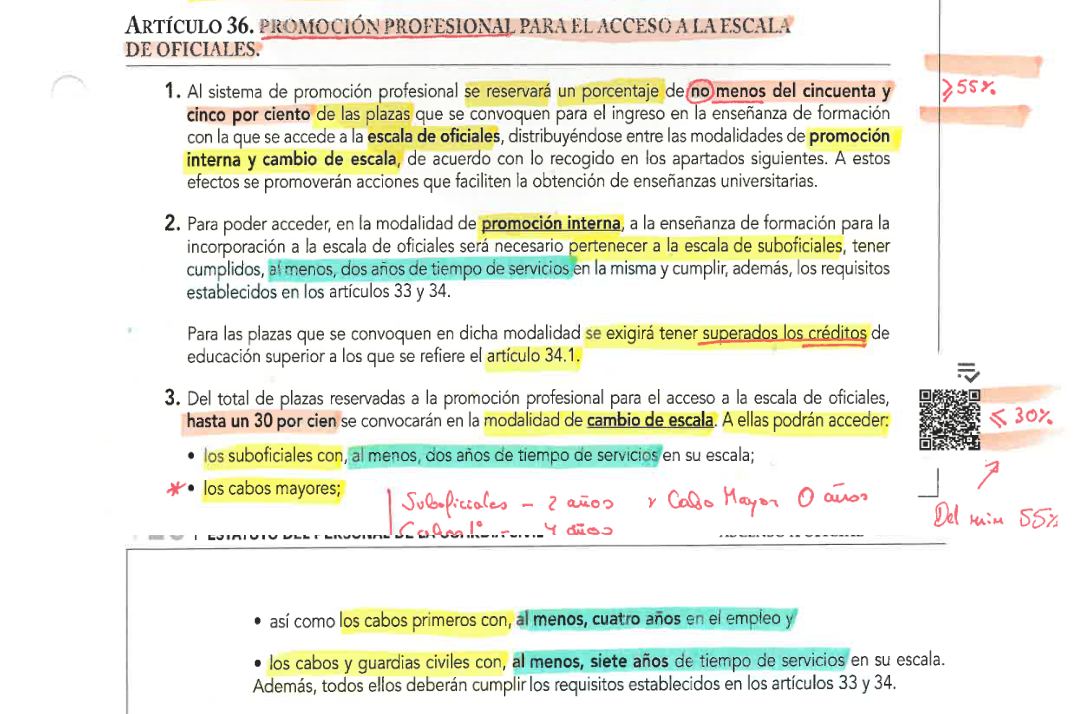 ARTÍCULO 36. PROMOCIÓN PROFESIONAL PARA EL ACCESO A LA ESCALA
DE OFICIALES.
1. Al sistema de promoción profesional se reservará un porcentaje de no menos del cincuenta y
cinco por ciento de las plazas que se convoquen para el ingreso en la enseñanza de formación
con la que se accede a la escala de oficiales, distribuyéndose entre las modalidades de promoción
interna y cambio de escala, de acuerdo con lo recogido en los apartados siguientes. A estos
efectos se promoverán acciones que faciliten la obtención de enseñanzas universitarias.
⩾55%
2. Para poder acceder, en la modalidad de promoción interna, a la enseñanza de formación para la
incorporación a la escala de oficiales será necesario pertenecer a la escala de suboficiales, tener
cumplidos, al menos, dos años de tiempo de servicios en la misma y cumplir, además, los requisitos
establecidos en los artículos 33 y 34.
Para las plazas que se convoquen en dicha modalidad se exigirá tener superados los créditos de
educación superior a los que se refiere el artículo 34.1.
3. Del total de plazas reservadas a la promoción profesional para el acceso a la escala de oficiales,
hasta un 30 por cien se convocarán en la modalidad de cambio de escala. A ellas podrán acceder:
⩽ 30%
• los suboficiales con, al menos, dos años de tiempo de servicios en su escala;
* • los cabos mayores;
Suboficiales - 2 años * Cabo Mayor 0 años
Cabos 1º - 4 años
Del min 55%
ESTATUTO DEL PERSONAL DE LA GUARDIA CIVIL
ASCENSO A OFICIAL
• así como los cabos primeros con, al menos, cuatro años en el empleo y
• los cabos y guardias civiles con, al menos, siete años de tiempo de servicios en su escala.
Además, todos ellos deberán cumplir los requisitos establecidos en los artículos 33 y 34.